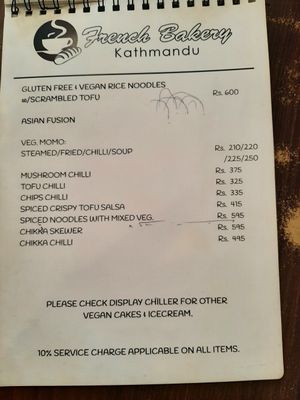 French Bakery
Kathmandu
GLUTEN FREE & VEGAN RICE NOODLES
w/SCRAMBLED TOFU Rs. 600
ASIAN FUSION
VEG. MOMO:
STEAMED/FRIED/CHILLI/SOUP Rs. 210/220
/225/250
MUSHROOM CHILLI Rs. 375
TOFU CHILLI Rs. 325
CHIPS CHILLI Rs. 335
SPICED CRISPY TOFU SALSA Rs. 415
SPICED NOODLES WITH MIXED VEG. Rs. 595
CHIKKA SKEWER Rs. 595
CHIKKA CHILLI Rs. 495
PLEASE CHECK DISPLAY CHILLER FOR OTHER
VEGAN CAKES & ICECREAM.
10% SERVICE CHARGE APPLICABLE ON ALL ITEMS.